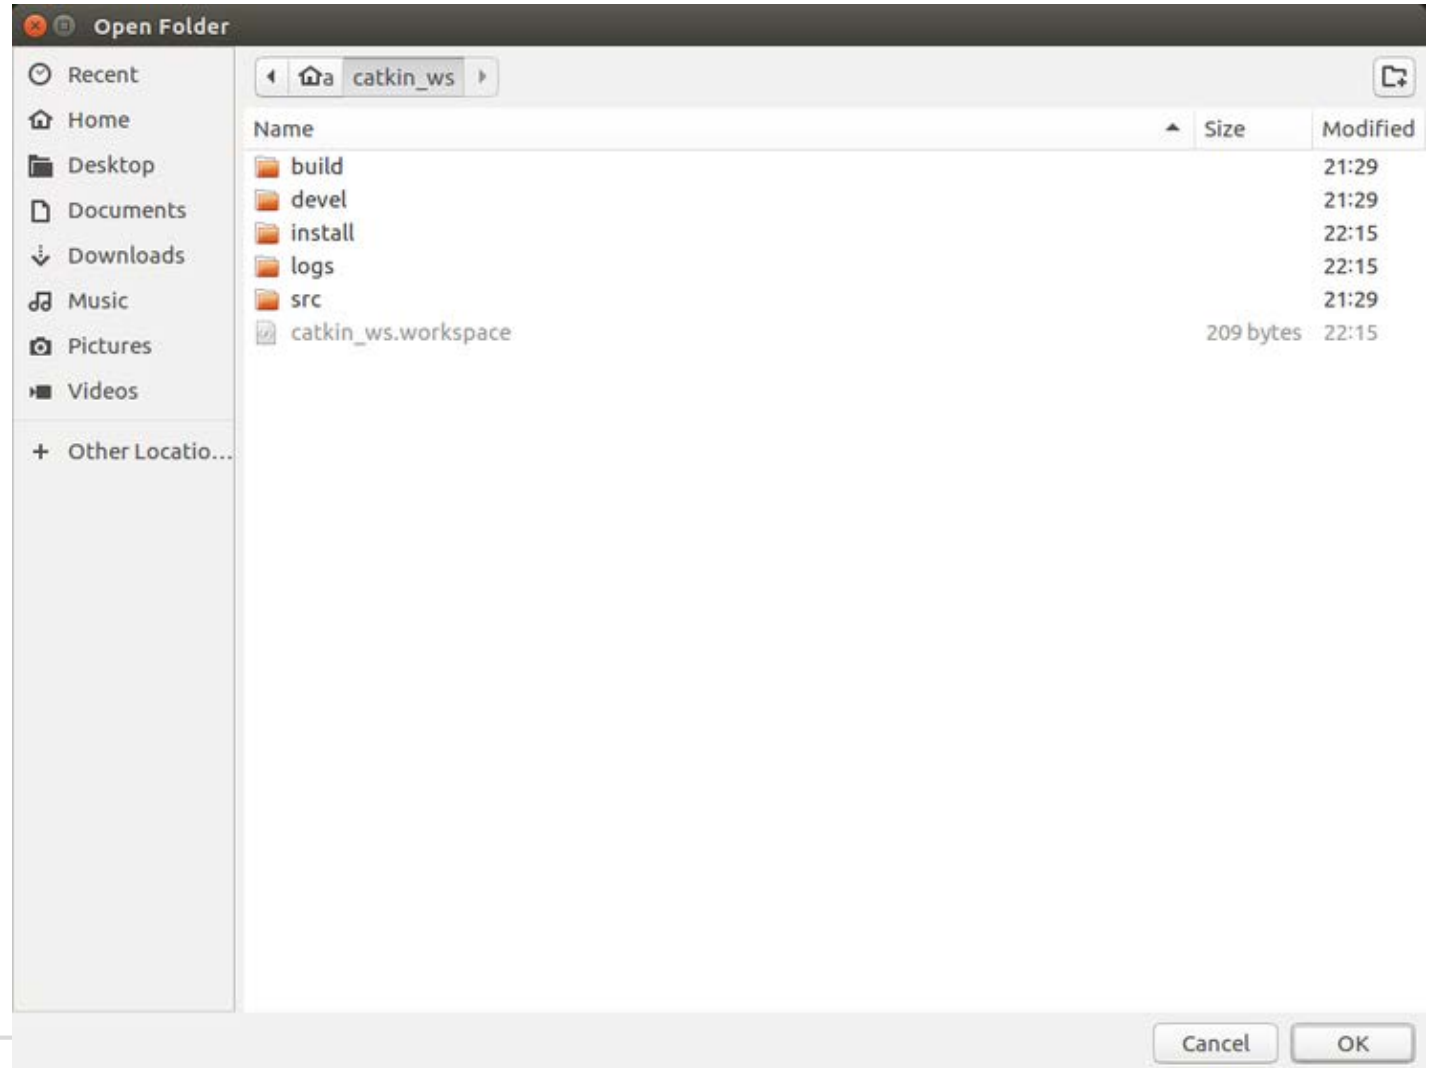 Open Folder
Recent
Home
Desktop
Documents
Downloads
Music
Pictures
Videos
Other Locatio...
a catkin_ws
Name Size Modified
build 21:29
devel 21:29
install 22:15
logs 22:15
src 21:29
catkin_ws.workspace 209 bytes 22:15
Cancel OK